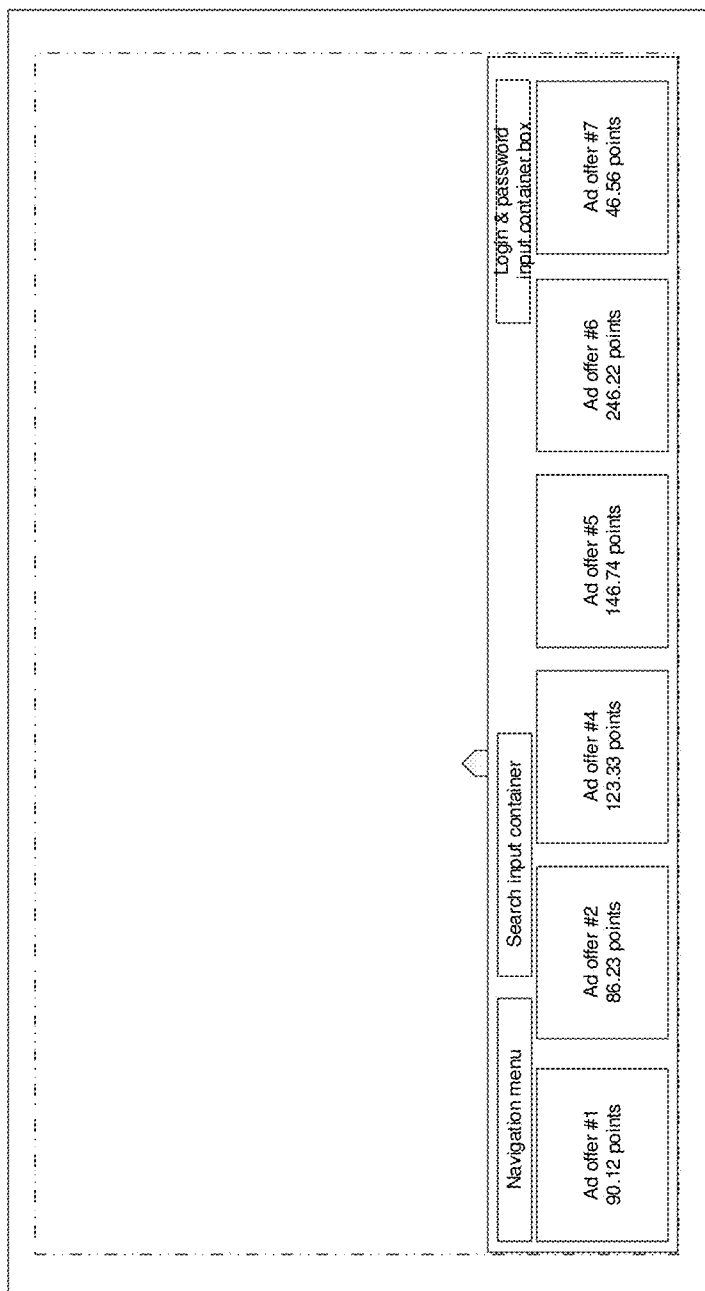 Navigation menu
Search input container
Login & password
input container box
Ad offer #1
90.12 points
Ad offer #2
86.23 points
Ad offer #4
123.33 points
Ad offer #5
146.74 points
Ad offer #6
246.22 points
Ad offer #7
46.56 points